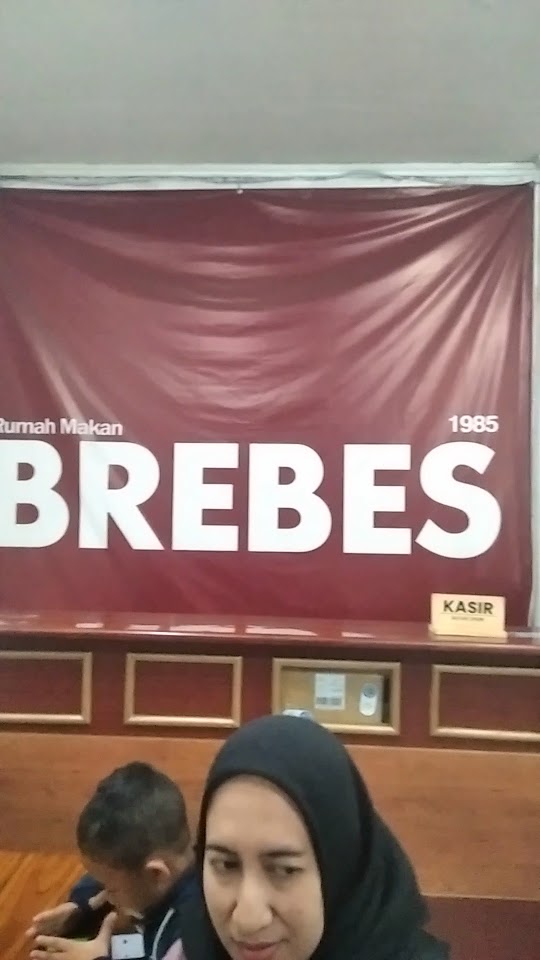 Rumah Makan
1985
BREBES
KASIR